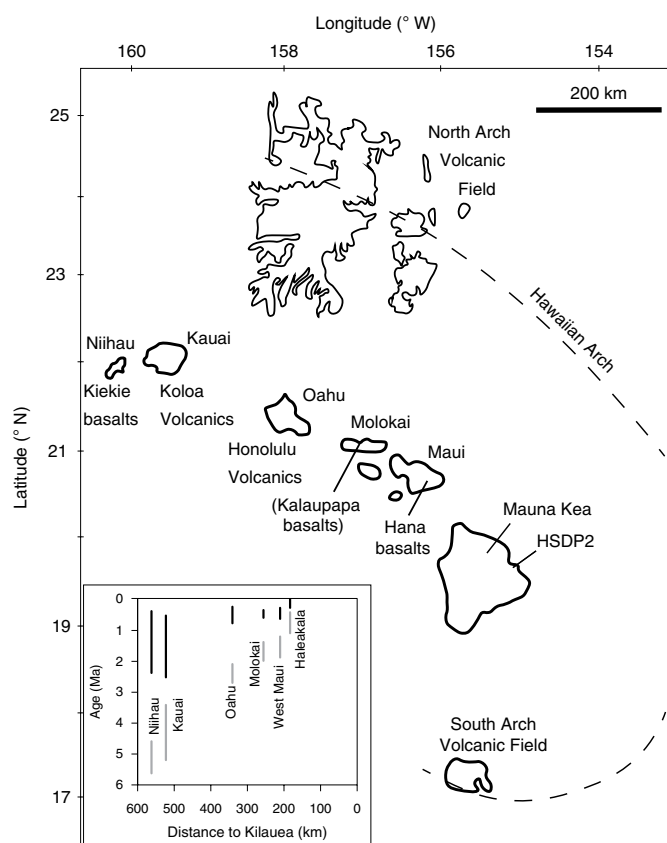 Longitude (° W)
160 158 156 154
25
200 km
North Arch
Volcanic
Field
23
Hawaiian Arch
Niihau
Kauai
Kiekie
basalts
Koloa
Volcanics
Oahu
Honolulu
Volcanics
Molokai
(Kalaupapa
basalts)
Maui
Hana
basalts
21
Latitude (° N)
Mauna Kea
HSDP2
19
South Arch
Volcanic Field
17
0
1
2
3
4
5
6
Age (Ma)
Niihau
Kauai
Oahu
Molokai
West Maui
Haleakala
600 500 400 300 200 100 0
Distance to Kilauea (km)